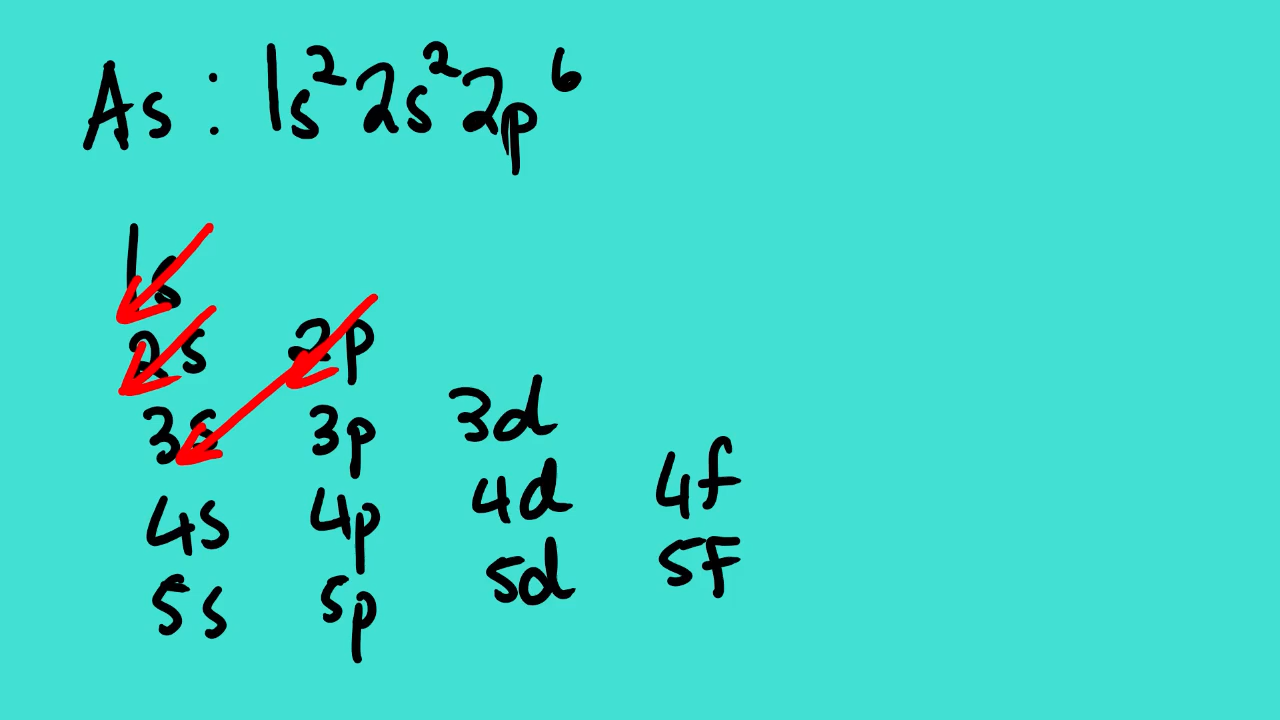 As: 1s²2s²2p⁶
1s
2s 2p
3s 3p 3d
4s 4p 4d 4f
5s 5p 5d 5f